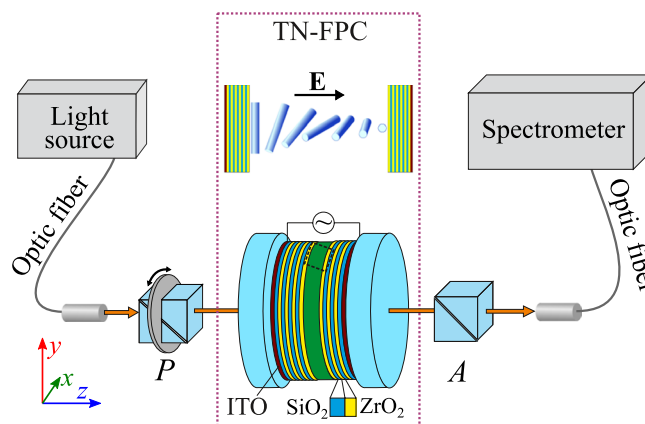 TN-FPC
E
Light
source
Spectrometer
Optic fiber
Optic fiber
~
P
A
y
x
z
ITO
SiO₂
ZrO₂